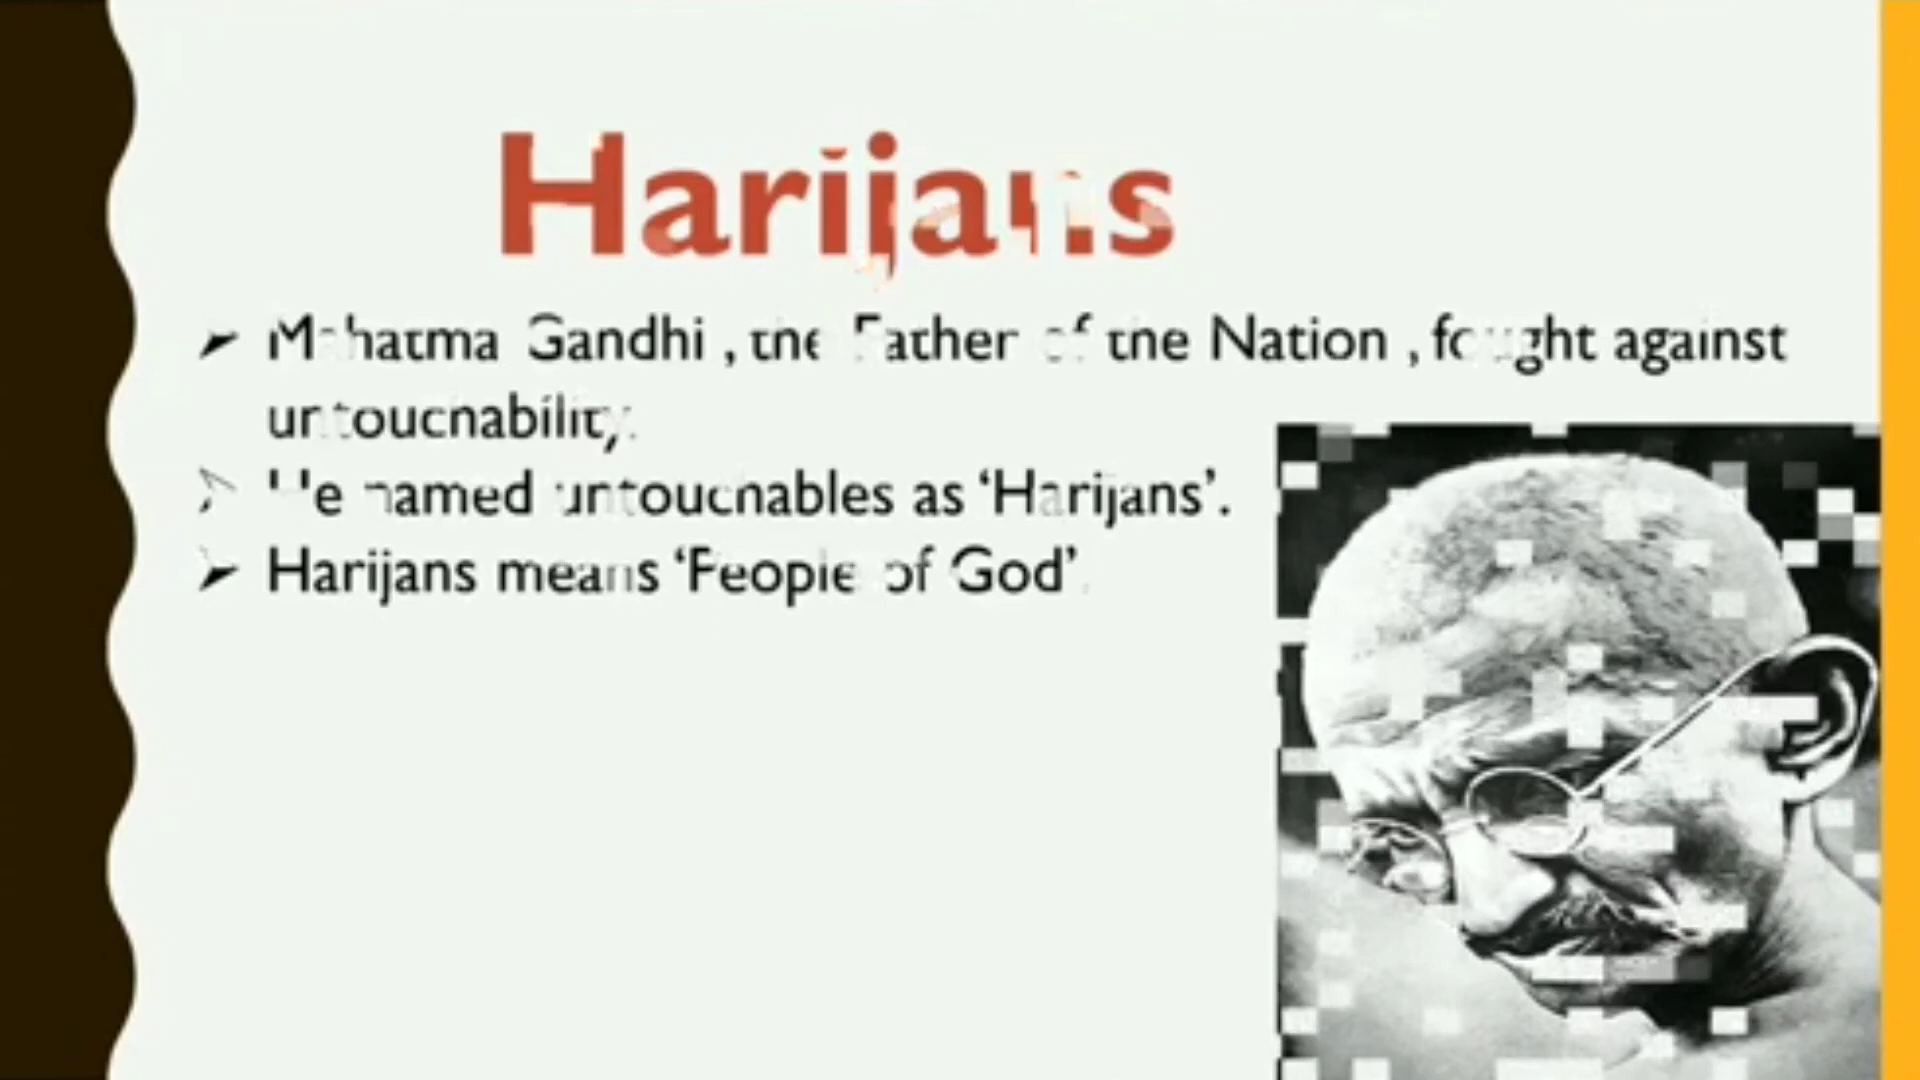 Harijans
Mahatma Gandhi , the Father of the Nation , fought against
untouchability.
He named untouchables as ‘Harijans’.
Harijans means ‘People of God’.